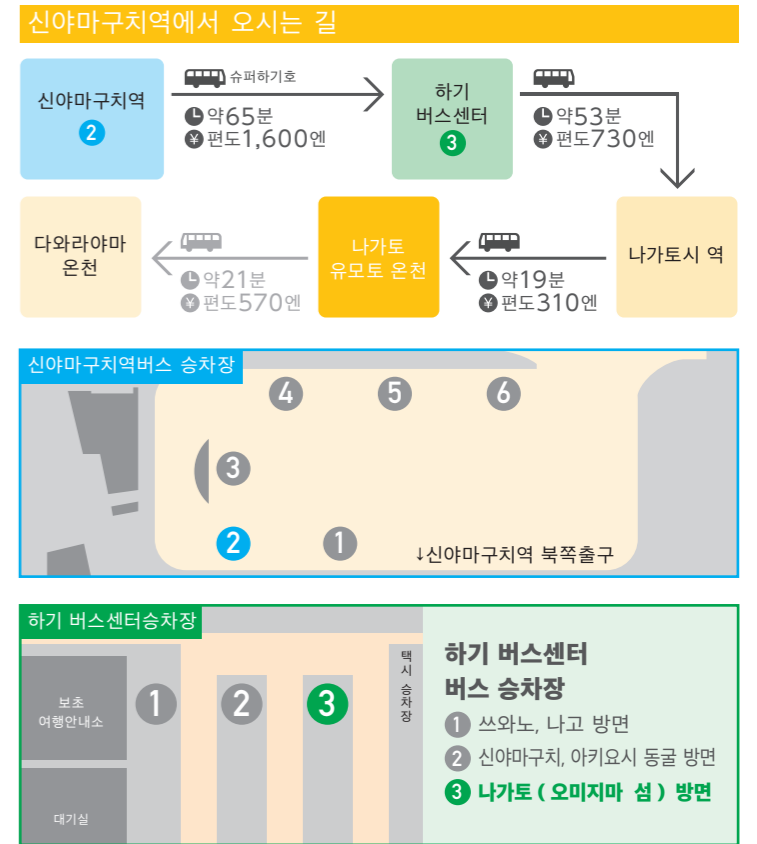 신야마구치역에서 오시는 길
신야마구치역
2
슈퍼하기호
약65분
¥ 편도1,600엔
하기
버스센터
3
약53분
¥ 편도730엔
나가토시 역
약19분
¥ 편도310엔
나가토
유모토 온천
약21분
¥ 편도570엔
다와라야마
온천
신야마구치역버스 승차장
4
5
6
3
2
1
↓신야마구치역 북쪽출구
하기 버스센터승차장
보초
여행안내소
대기실
1
2
3
택시 승차장
하기 버스센터
버스 승차장
1 쓰와노, 나고 방면
2 신야마구치, 아키요시 동굴 방면
3 나가토 ( 오미지마 섬 ) 방면